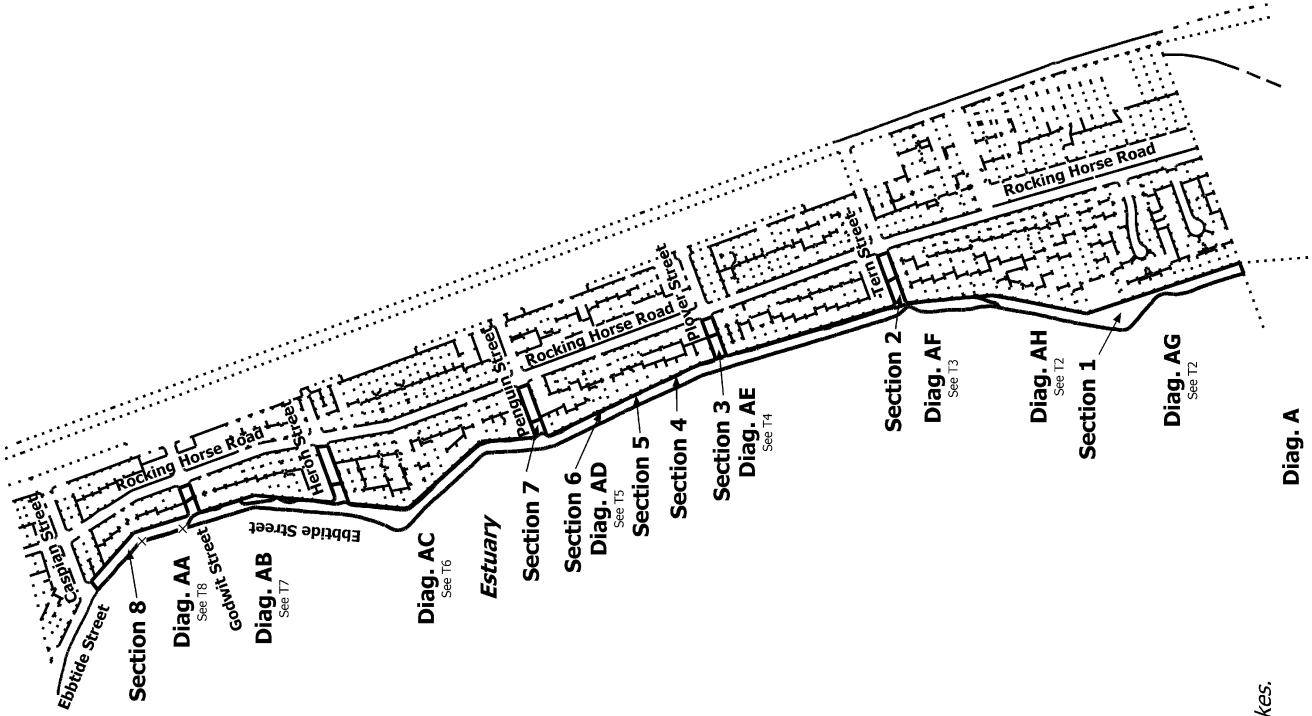 Caspian Street
Rocking Horse Road
Heron Street
Penguin Street
Rocking Horse Road
Plover Street
Tern Street
Rocking Horse Road
Ebbtide Street
Section 8
Diag. AA
See T8
Godwit Street
Diag. AB
See T7
Ebbtide Street
Diag. AC
See T6
Estuary
Section 7
Section 6
Diag. AD
See T5
Section 5
Section 4
Section 3
Diag. AE
See T4
Section 2
Diag. AF
See T3
Diag. AH
See T2
Section 1
Diag. AG
See T2
Diag. A
kes.